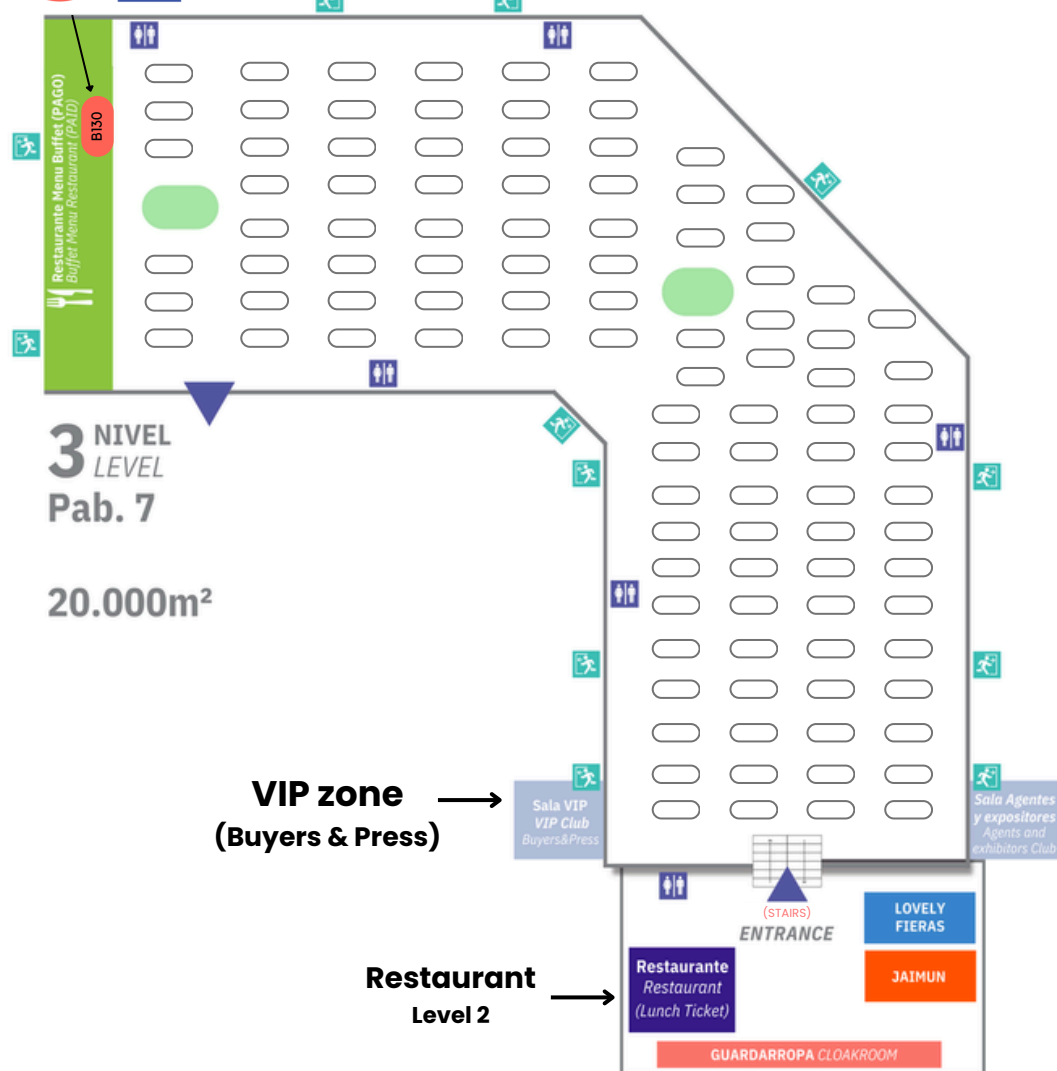 Restaurante Menu Buffet (PAGO)
Buffet Menu Restaurant (PAID)
B130
3 NIVEL
LEVEL
Pab. 7
20.000m²
VIP zone
(Buyers & Press)
Sala VIP
VIP Club
Buyers&Press
Sala Agentes
y expositores
Agents and
exhibitors Club
(STAIRS)
ENTRANCE
LOVELY
FIERAS
Restaurant
Level 2
Restaurante
Restaurant
(Lunch Ticket)
JAIMUN
GUARDARROPA CLOAKROOM